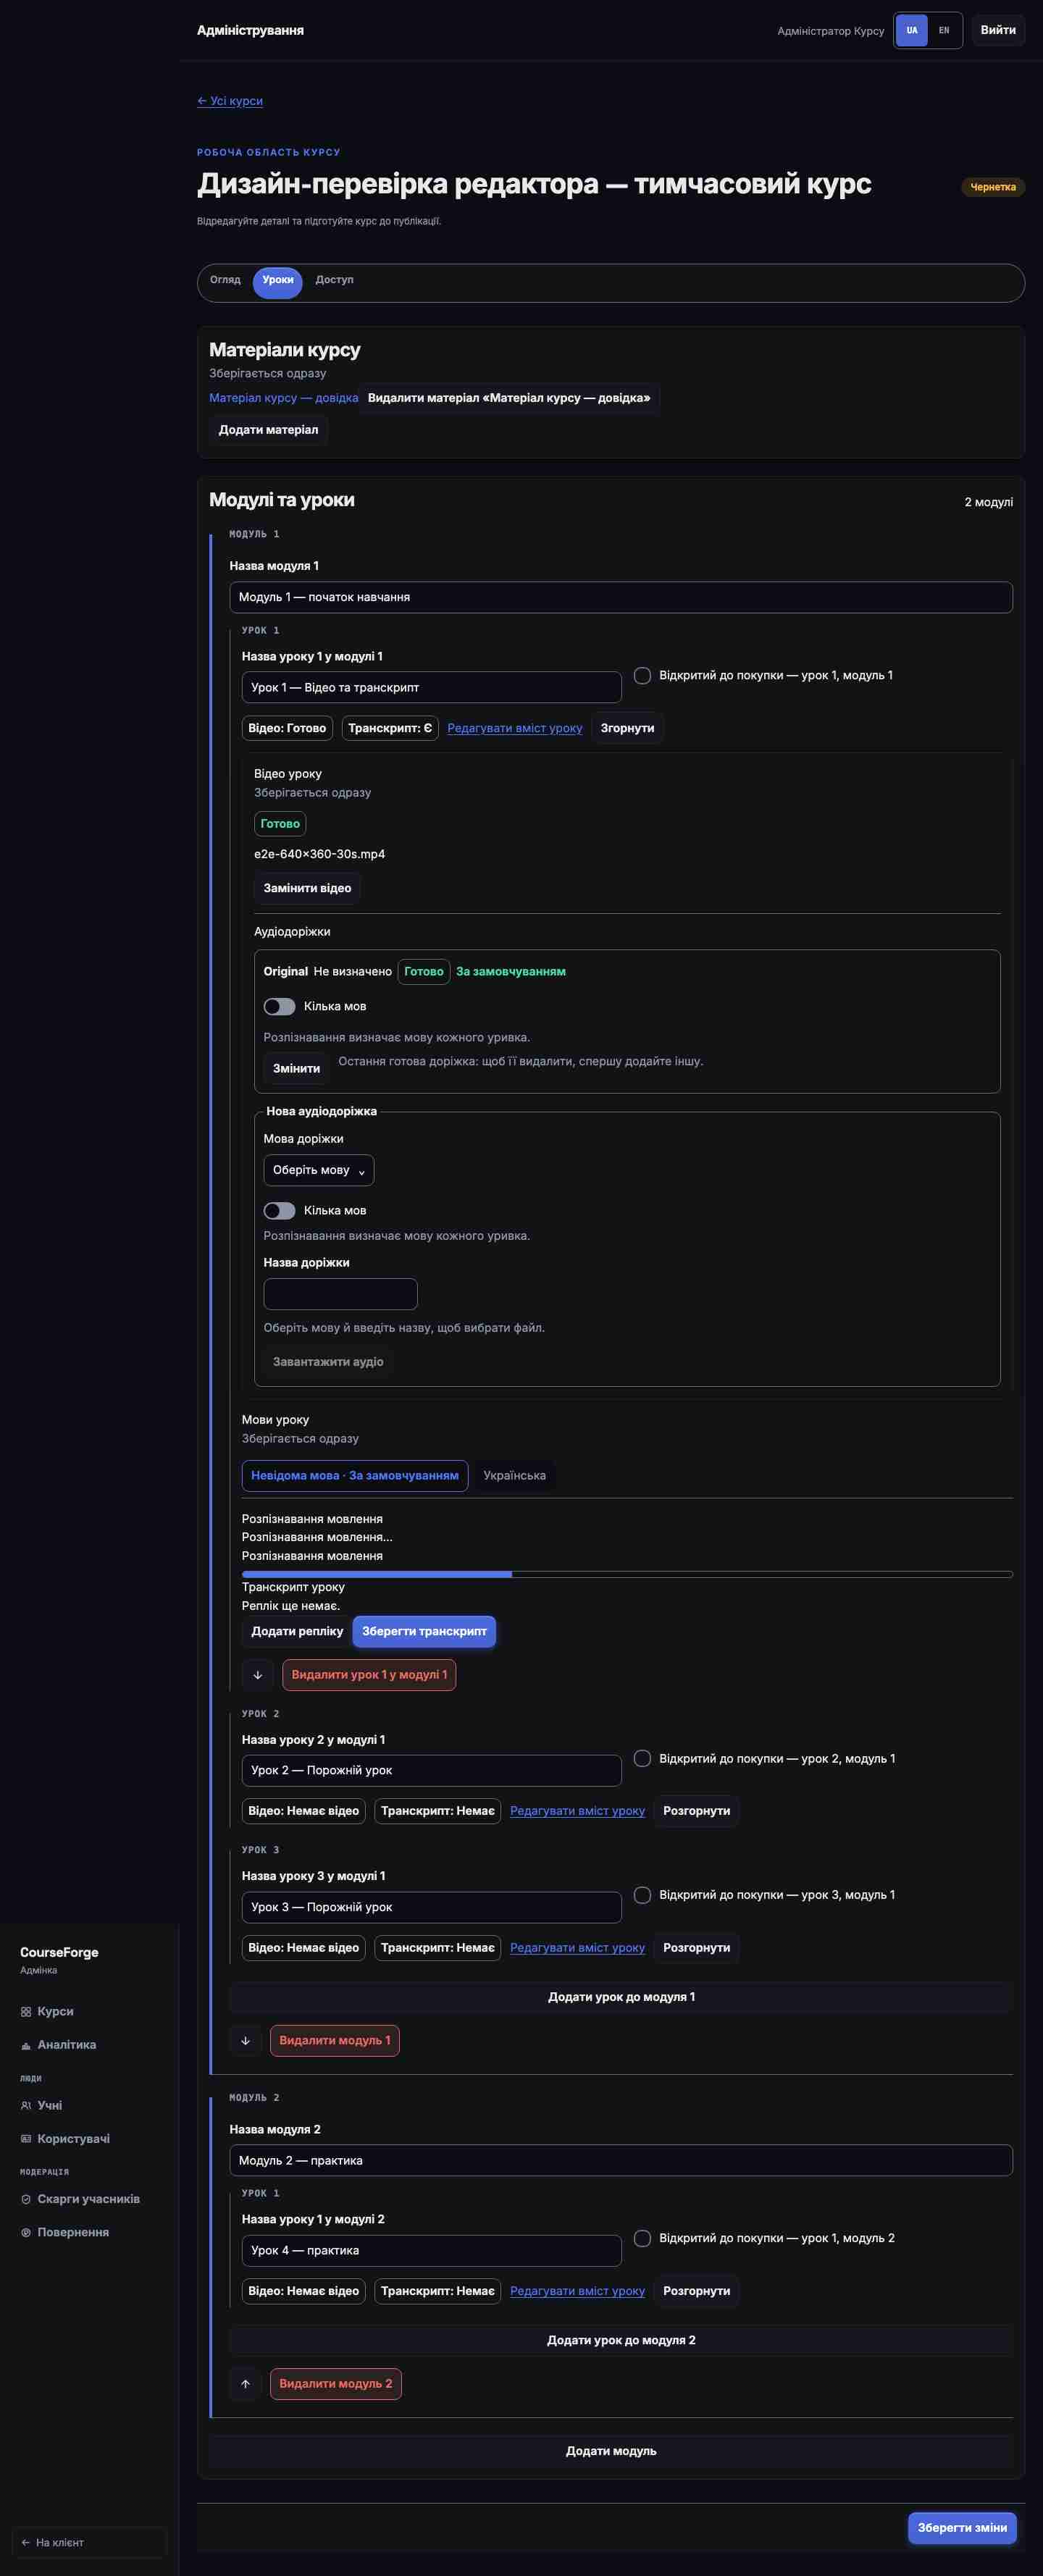 Адміністрування
Адміністратор Курсу
UA
EN
Вийти
← Усі курси
РОБОЧА ОБЛАСТЬ КУРСУ
Дизайн-перевірка редактора — тимчасовий курс
Чернетка
Відредагуйте деталі та підготуйте курс до публікації.
Огляд
Уроки
Доступ
Матеріали курсу
Зберігається одразу
Матеріал курсу — довідка
Видалити матеріал «Матеріал курсу — довідка»
Додати матеріал
Модулі та уроки
2 модулі
МОДУЛЬ 1
Назва модуля 1
Модуль 1 — початок навчання
УРОК 1
Назва уроку 1 у модулі 1
Урок 1 — Відео та транскрипт
Відкритий до покупки — урок 1, модуль 1
Відео: Готово
Транскрипт: Є
Редагувати вміст уроку
Згорнути
Відео уроку
Зберігається одразу
Готово
e2e-640×360-30s.mp4
Замінити відео
Аудіодоріжки
Original Не визначено Готово За замовчуванням
Кілька мов
Розпізнавання визначає мову кожного уривка.
Змінити
Остання готова доріжка: щоб її видалити, спершу додайте іншу.
Нова аудіодоріжка
Мова доріжки
Оберіть мову
Кілька мов
Розпізнавання визначає мову кожного уривка.
Назва доріжки
Оберіть мову й введіть назву, щоб вибрати файл.
Завантажити аудіо
Мови уроку
Зберігається одразу
Невідома мова · За замовчуванням
Українська
Розпізнавання мовлення
Розпізнавання мовлення…
Розпізнавання мовлення
Транскрипт уроку
Реплік ще немає.
Додати репліку
Зберегти транскрипт
↓
Видалити урок 1 у модулі 1
УРОК 2
Назва уроку 2 у модулі 1
Урок 2 — Порожній урок
Відкритий до покупки — урок 2, модуль 1
Відео: Немає відео
Транскрипт: Немає
Редагувати вміст уроку
Розгорнути
УРОК 3
Назва уроку 3 у модулі 1
Урок 3 — Порожній урок
Відкритий до покупки — урок 3, модуль 1
Відео: Немає відео
Транскрипт: Немає
Редагувати вміст уроку
Розгорнути
Додати урок до модуля 1
↓
Видалити модуль 1
МОДУЛЬ 2
Назва модуля 2
Модуль 2 — практика
УРОК 1
Назва уроку 1 у модулі 2
Урок 4 — практика
Відкритий до покупки — урок 1, модуль 2
Відео: Немає відео
Транскрипт: Немає
Редагувати вміст уроку
Розгорнути
Додати урок до модуля 2
↑
Видалити модуль 2
Додати модуль
Зберегти зміни
CourseForge
Адмінка
Курси
Аналітика
ЛЮДИ
Учні
Користувачі
МОДЕРАЦІЯ
Скарги учасників
Повернення
← На клієнт